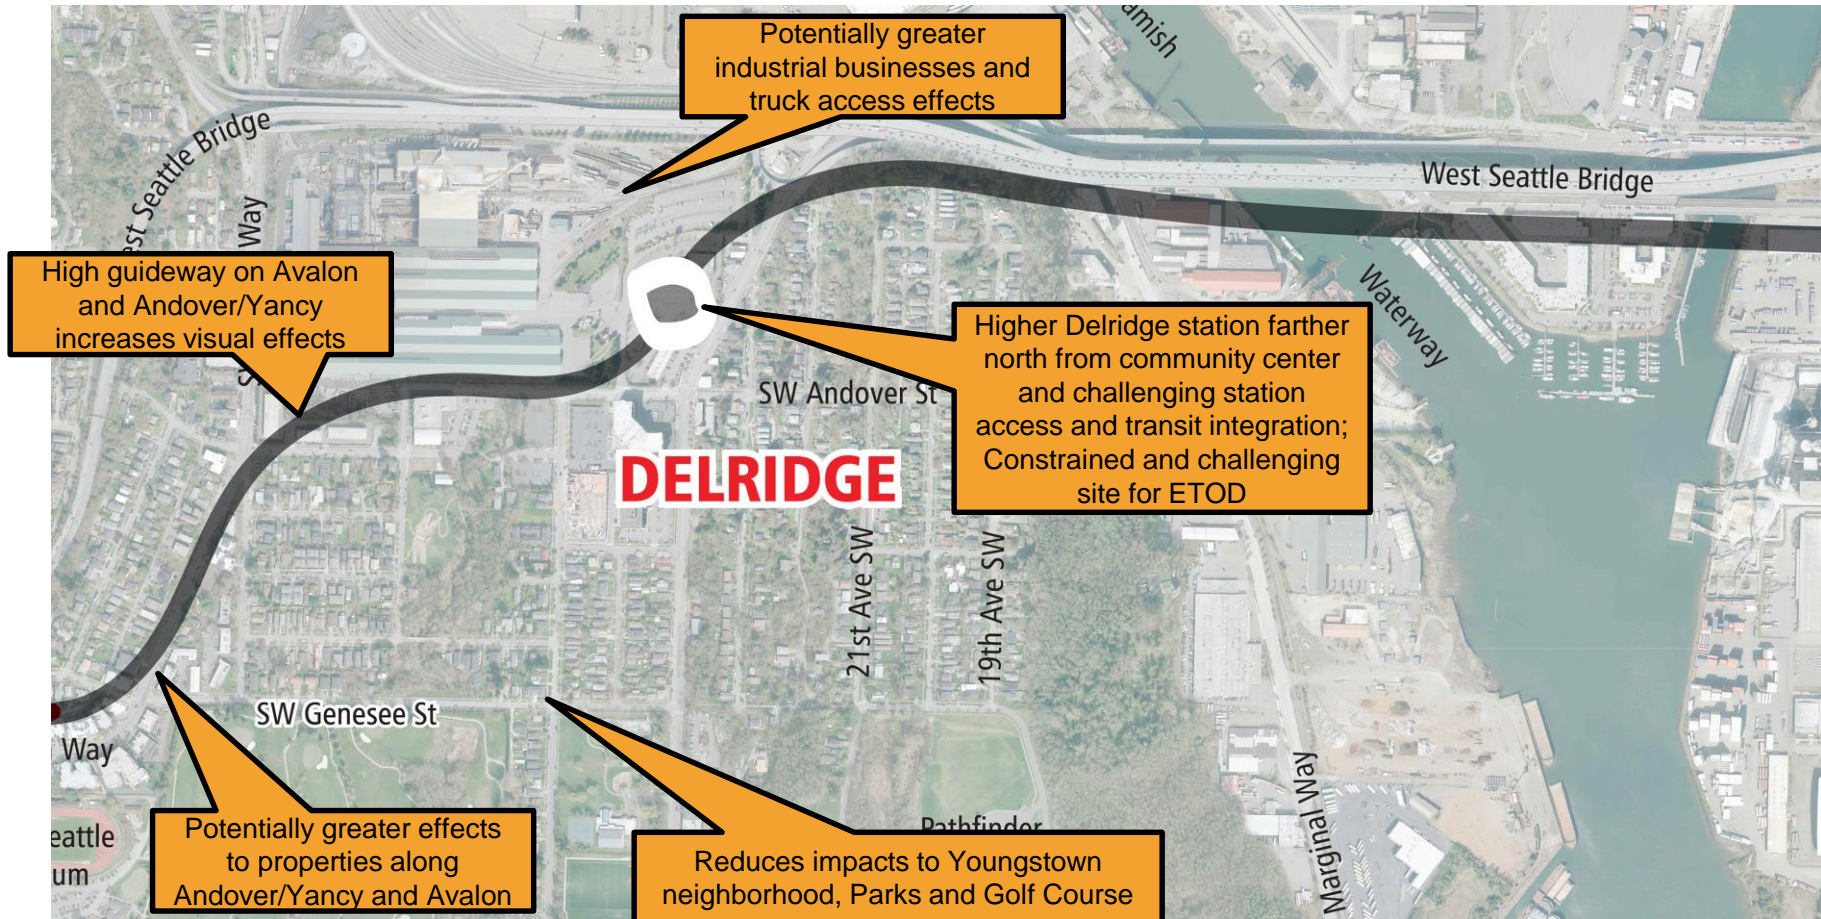 amish
Potentially greater
industrial businesses and
truck access effects
West Seattle Bridge
est Seattle Bridge
Way
High guideway on Avalon
and Andover/Yancy
increases visual effects
Waterway
Higher Delridge station farther
north from community center
and challenging station
access and transit integration;
Constrained and challenging
site for ETOD
SW Andover St
DELRIDGE
21st Ave SW
19th Ave SW
SW Genesee St
Way
Marginal Way
eattle
um
Potentially greater effects
to properties along
Andover/Yancy and Avalon
Pathfinder
Reduces impacts to Youngstown
neighborhood, Parks and Golf Course